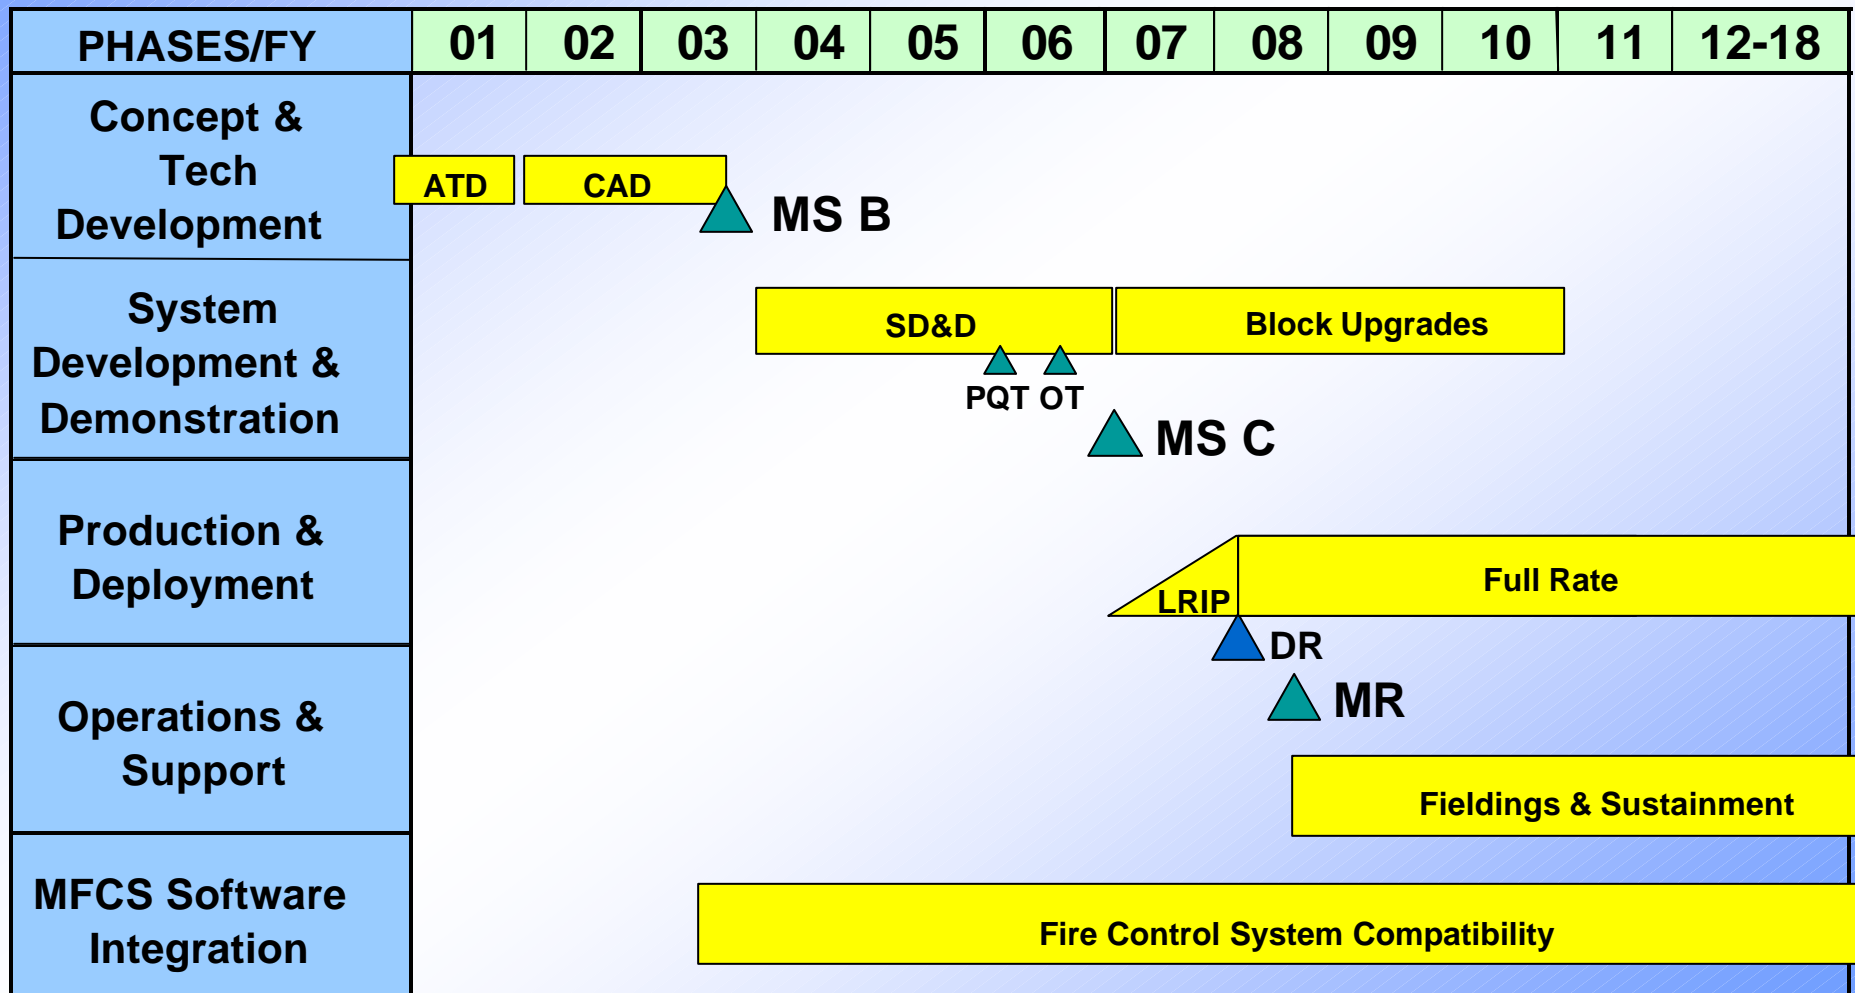 PHASES/FY 01 02 03 04 05 06 07 08 09 10 11 12-18
Concept &
Tech
Development
ATD CAD
MS B
System
Development &
Demonstration
SD&D Block Upgrades
PQT OT
MS C
Production &
Deployment
LRIP Full Rate
DR
Operations &
Support
MR
Fieldings & Sustainment
MFCS Software
Integration
Fire Control System Compatibility